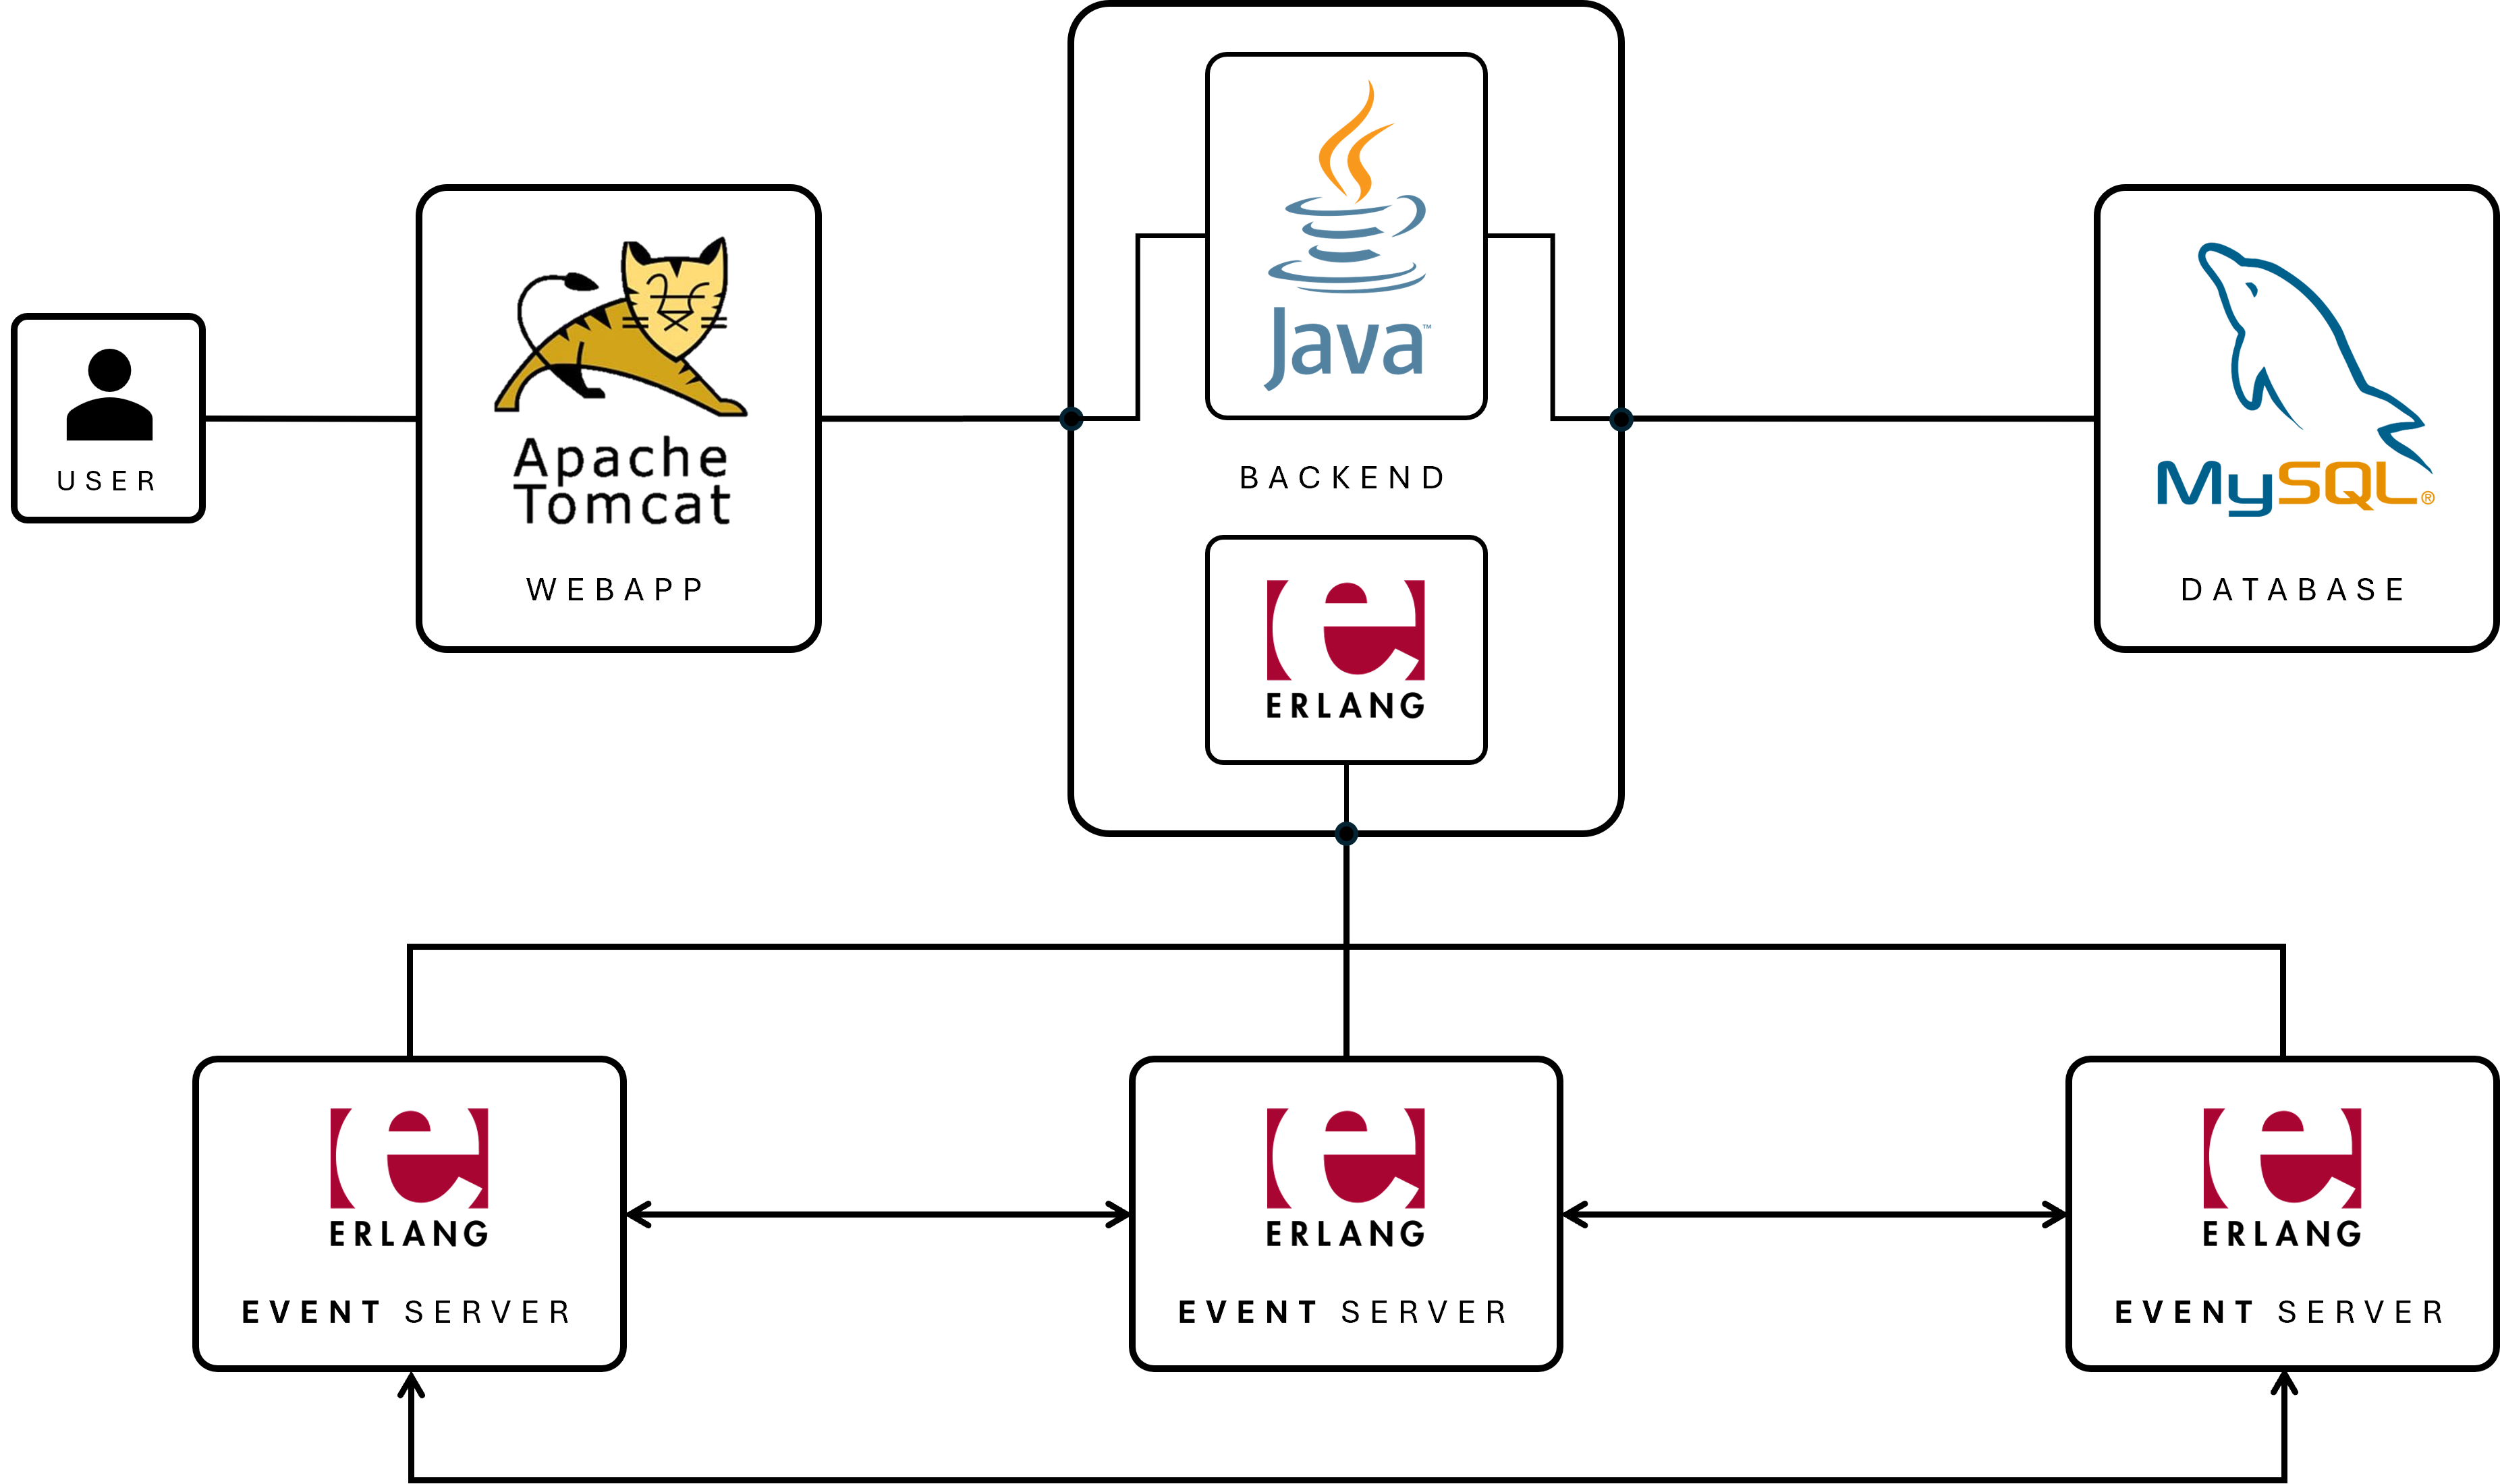 USER
Apache
Tomcat
WEBAPP
Java™
BACKEND
ERLANG
MySQL®
DATABASE
ERLANG
EVENT SERVER
ERLANG
EVENT SERVER
ERLANG
EVENT SERVER